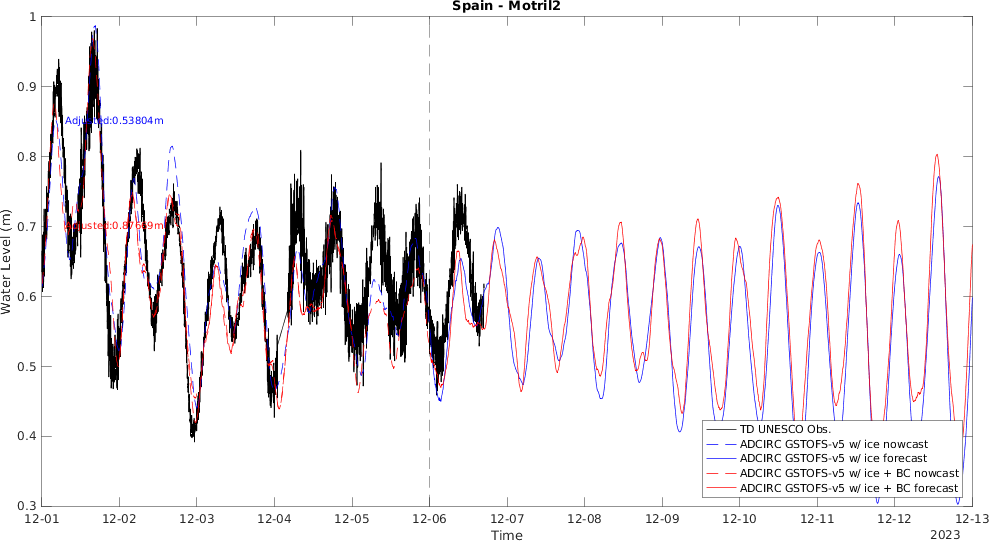 Spain - Motril2
Water Level (m)
1
0.9
0.8
0.7
0.6
0.5
0.4
0.3
Adjusted:0.53804m
TD UNESCO Obs.
ADCIRC GSTOFS-v5 w/ ice nowcast
ADCIRC GSTOFS-v5 w/ ice forecast
ADCIRC GSTOFS-v5 w/ ice + BC nowcast
ADCIRC GSTOFS-v5 w/ ice + BC forecast
12-01 12-02 12-03 12-04 12-05 12-06 12-07 12-08 12-09 12-10 12-11 12-12 12-13
Time
2023